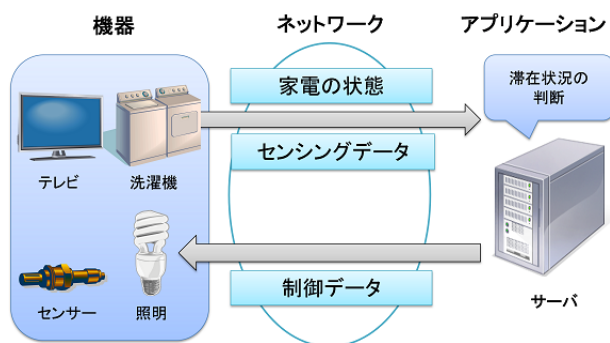 機器
ネットワーク
アプリケーション
家電の状態
滞在状況の
判断
センシングデータ
テレビ
洗濯機
制御データ
センサー
照明
サーバ